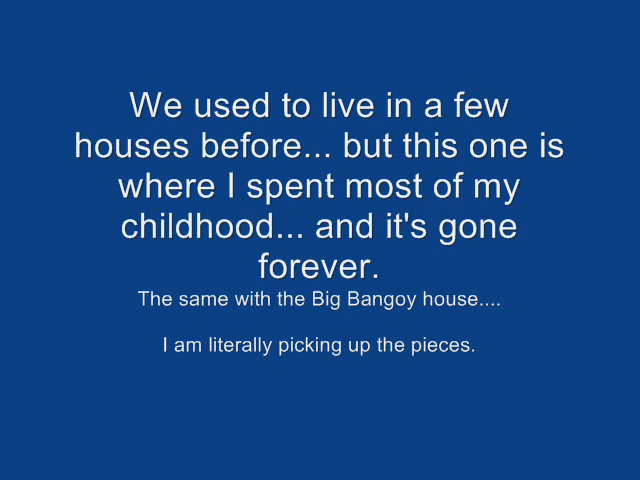 We used to live in a few
houses before... but this one is
where I spent most of my
childhood... and it's gone
forever.
The same with the Big Bangoy house....
I am literally picking up the pieces.